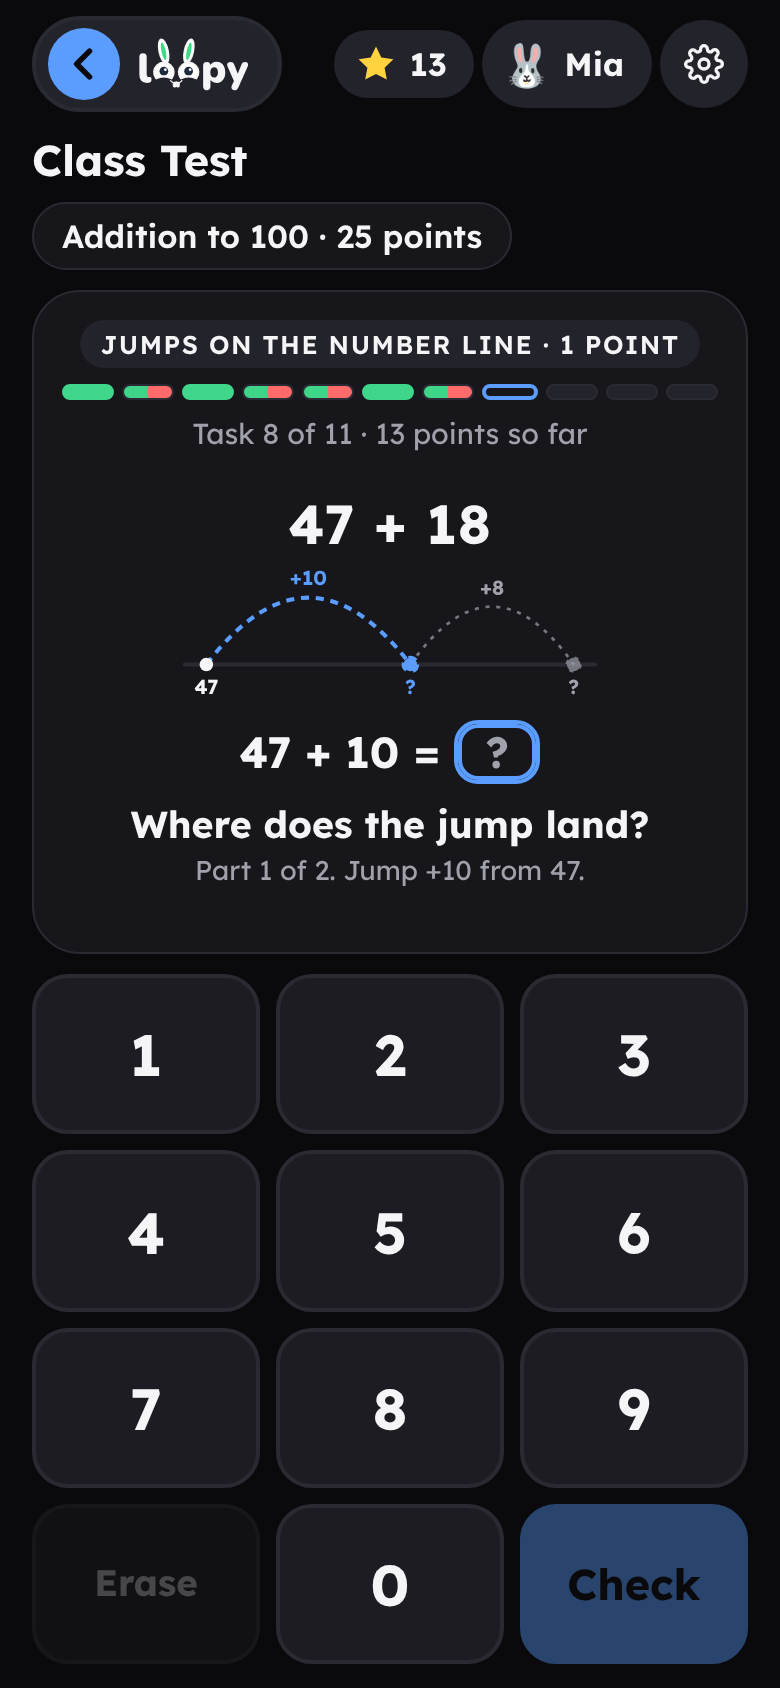 loopy
13
Mia
Class Test
Addition to 100 · 25 points
JUMPS ON THE NUMBER LINE · 1 POINT
Task 8 of 11 · 13 points so far
47 + 18
+10
+8
47
?
?
47 + 10 = ?
Where does the jump land?
Part 1 of 2. Jump +10 from 47.
1 2 3
4 5 6
7 8 9
Erase 0 Check